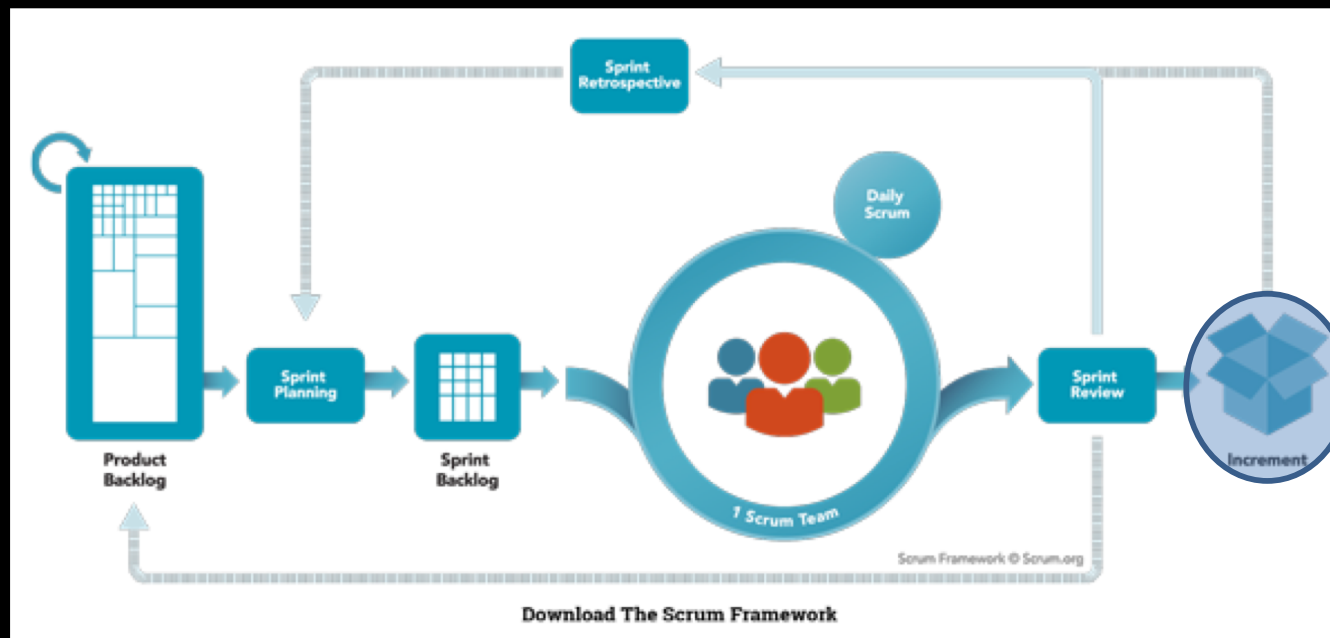 Sprint
Retrospective
Daily
Scrum
Sprint
Planning
Sprint
Review
Increment
Product
Backlog
Sprint
Backlog
1 Scrum Team
Scrum Framework © Scrum.org
Download The Scrum Framework